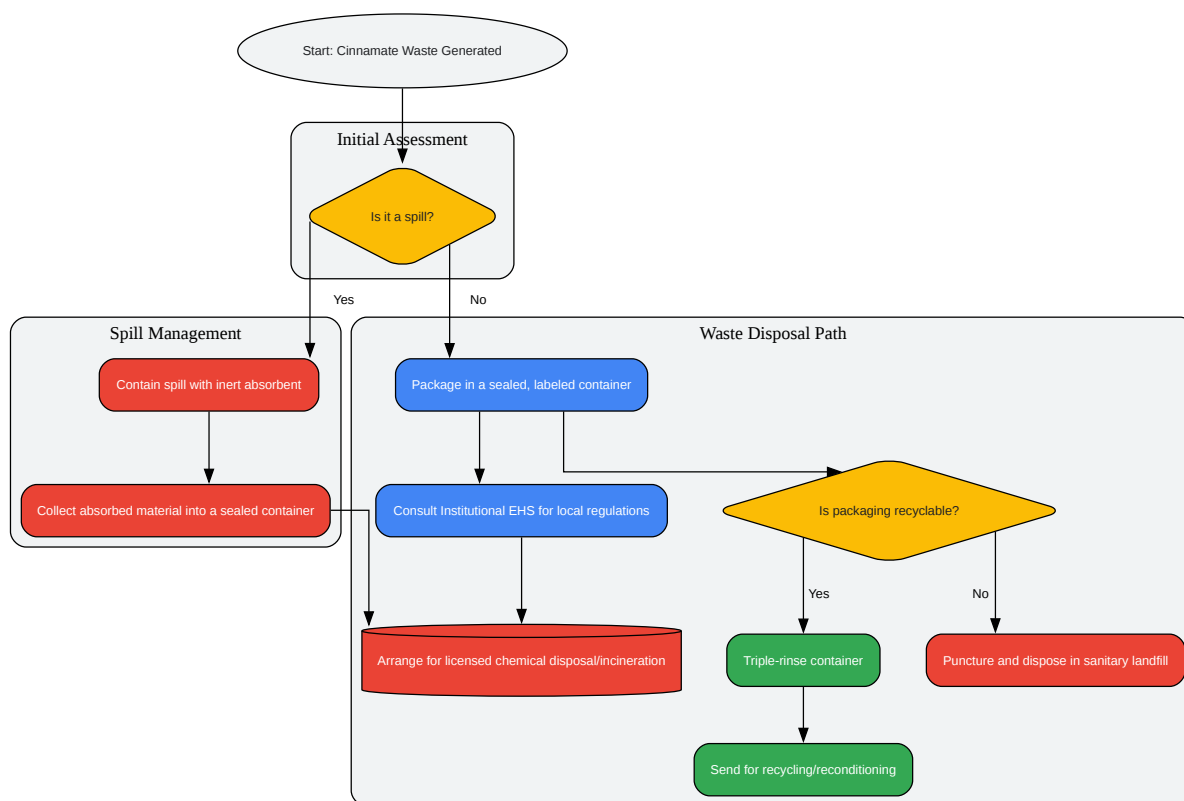 Start: Cinnamate Waste Generated
Initial Assessment
Is it a spill?
Yes
No
Spill Management
Waste Disposal Path
Contain spill with inert absorbent
Package in a sealed, labeled container
Collect absorbed material into a sealed container
Consult Institutional EHS for local regulations
Is packaging recyclable?
Yes
No
Arrange for licensed chemical disposal/incineration
Triple-rinse container
Puncture and dispose in sanitary landfill
Send for recycling/reconditioning